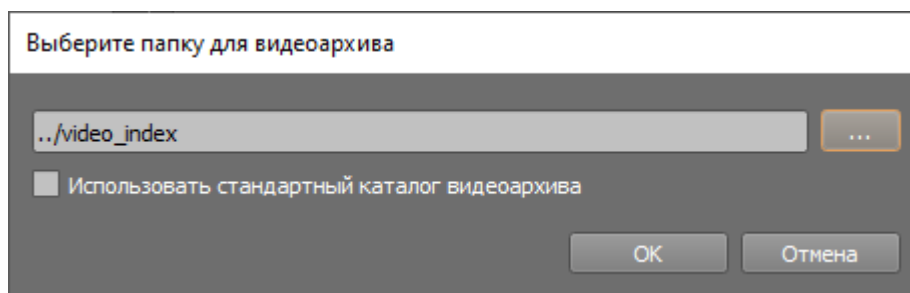 Выберите папку для видеоархива
../video_index
...
Использовать стандартный каталог видеоархива
OK
Отмена